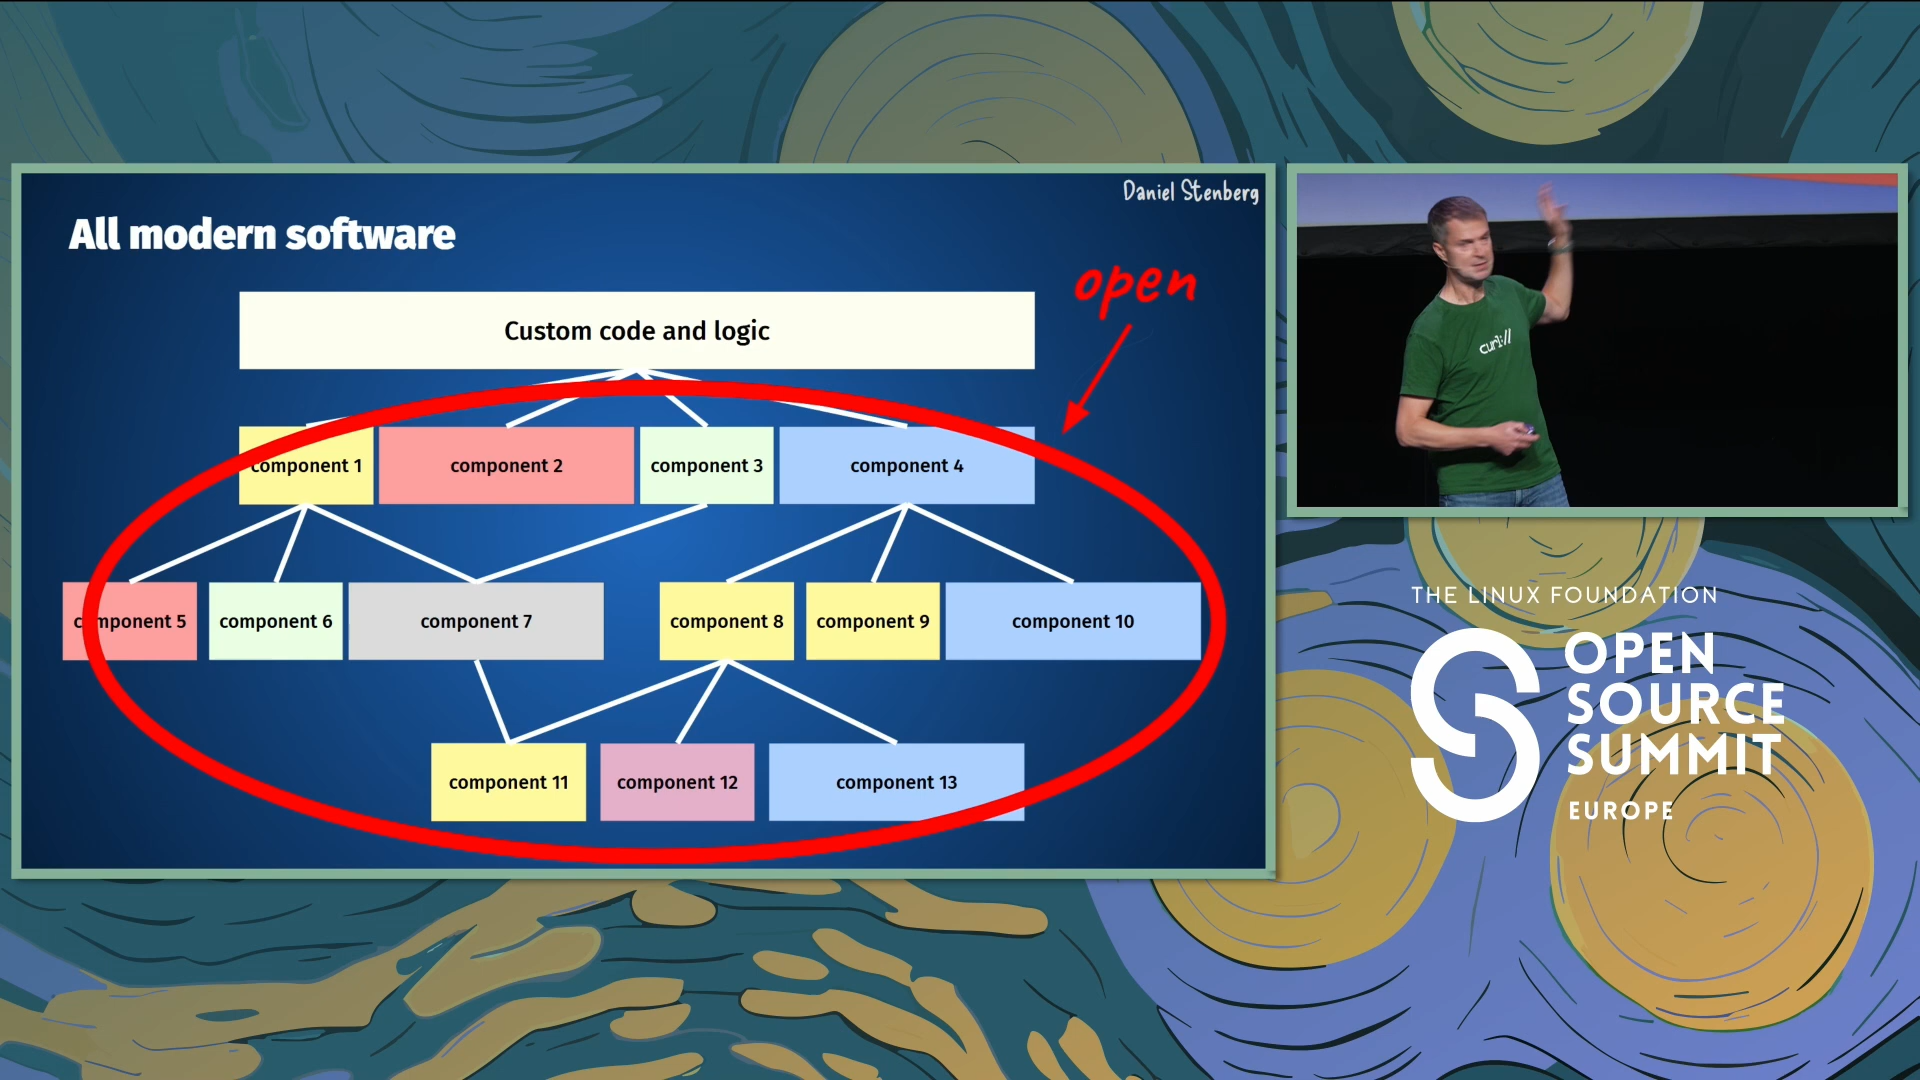 Daniel Stenberg
All modern software
open
Custom code and logic
component 1
component 2
component 3
component 4
component 5
component 6
component 7
component 8
component 9
component 10
component 11
component 12
component 13
curl://
THE LINUX FOUNDATION
OPEN
SOURCE
SUMMIT
EUROPE